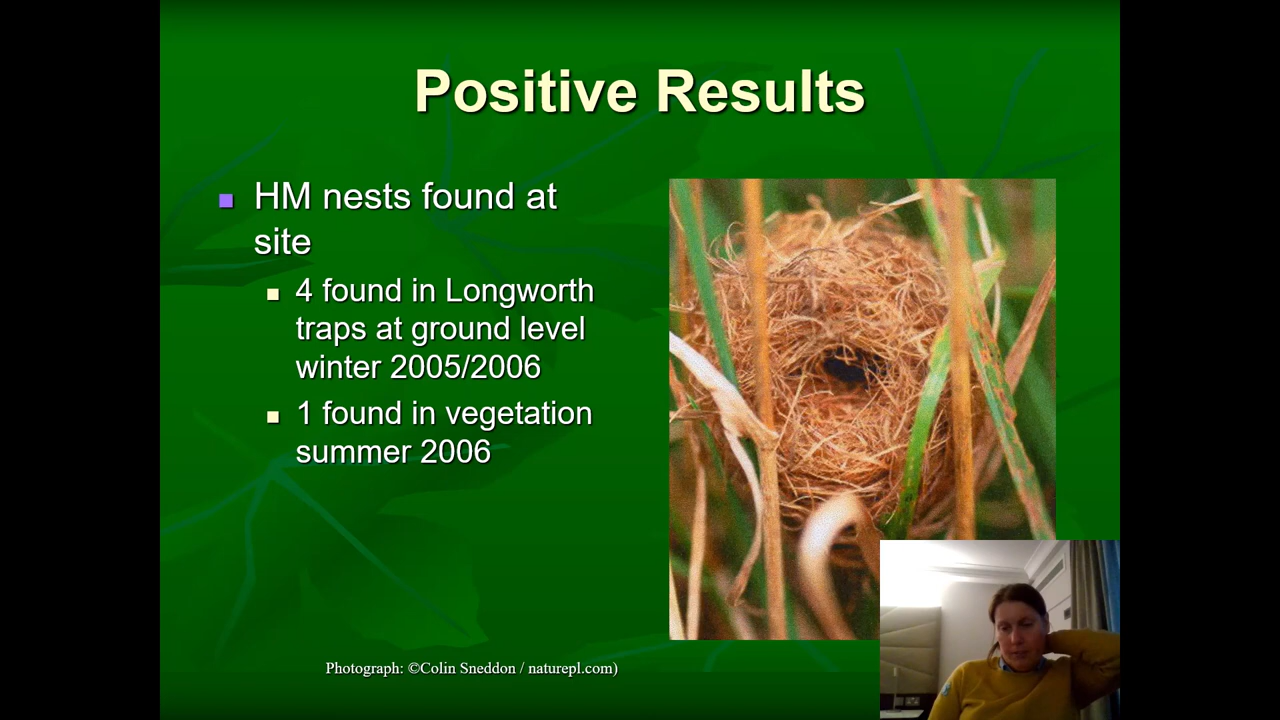 Positive Results
HM nests found at
site
4 found in Longworth
traps at ground level
winter 2005/2006
1 found in vegetation
summer 2006
Photograph: ©Colin Sneddon / naturepl.com)